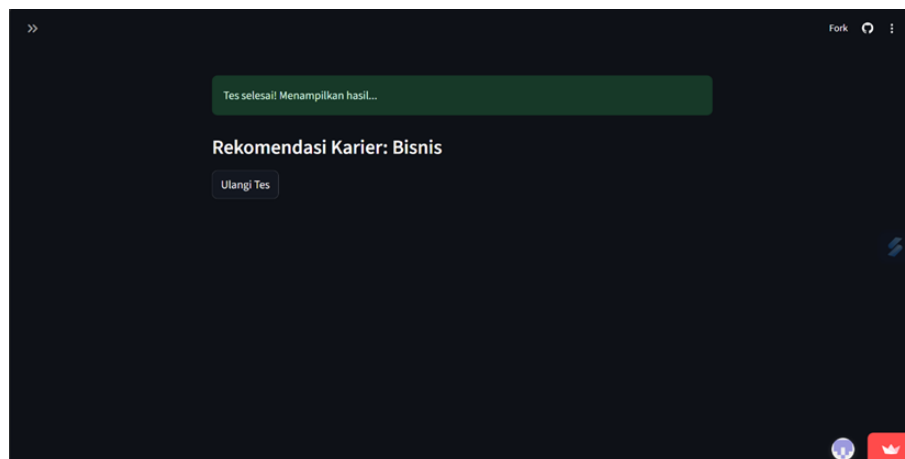 Fork
Tes selesai! Menampilkan hasil...
Rekomendasi Karier: Bisnis
Ulangi Tes